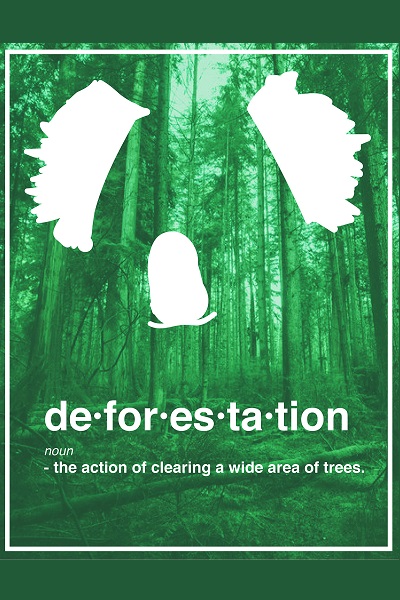 de·for·es·ta·tion
noun
- the action of clearing a wide area of trees.